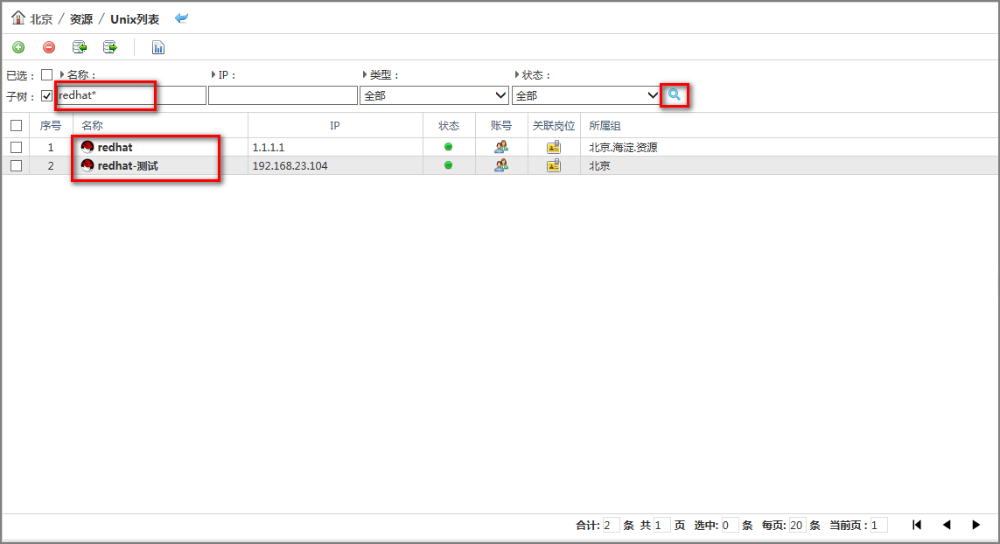 北京 / 资源 / Unix列表
已选： 名称： IP： 类型： 状态：
子树： redhat* 全部 全部
序号 名称 IP 状态 账号 关联岗位 所属组
1 redhat 1.1.1.1 北京.海淀.资源
2 redhat-测试 192.168.23.104 北京
合计: 2 条 共 1 页 选中: 0 条 每页: 20 条 当前页: 1